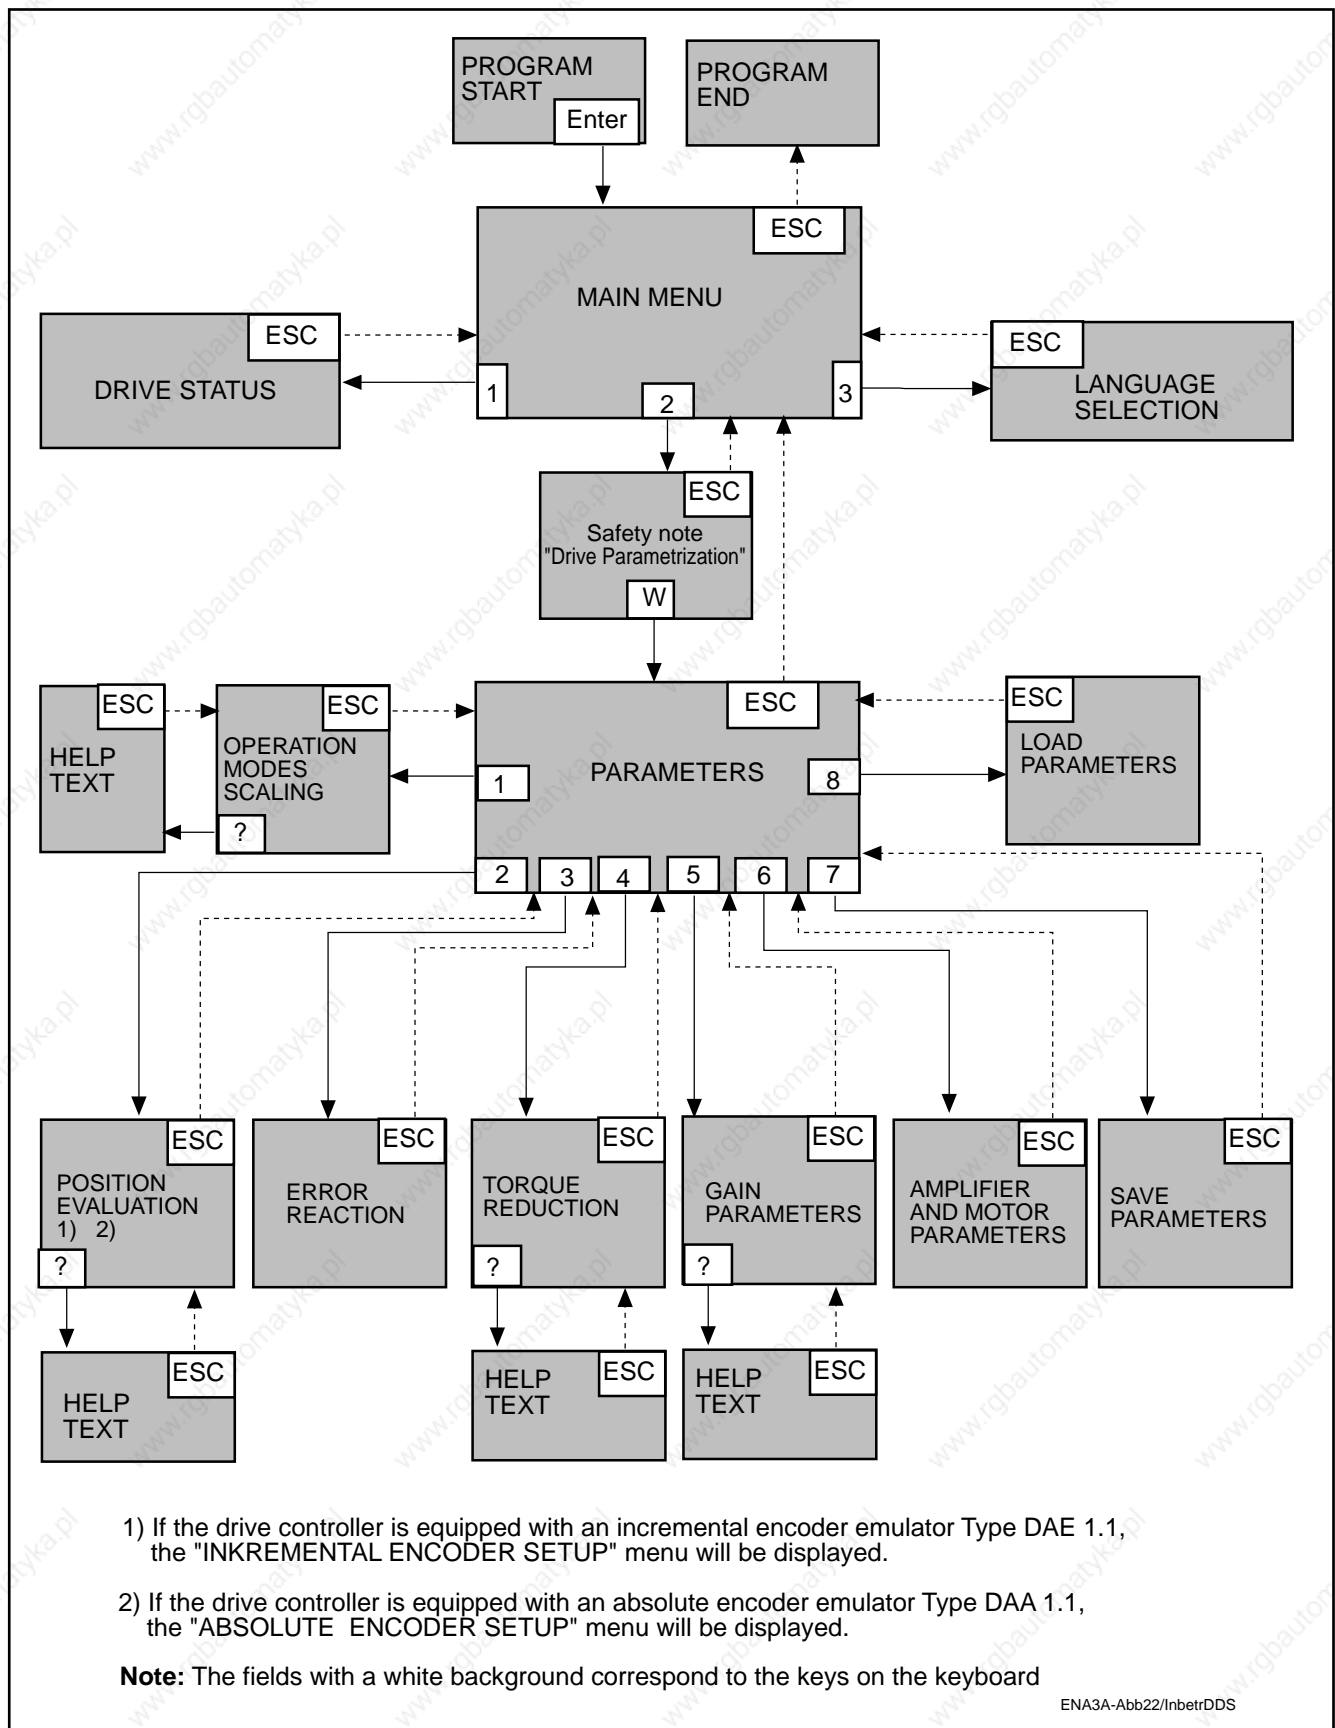 PROGRAM
START
Enter
PROGRAM
END
ESC
MAIN MENU
1
2
3
ESC
DRIVE STATUS
ESC
LANGUAGE
SELECTION
ESC
Safety note
"Drive Parametrization"
W
ESC
HELP
TEXT
ESC
OPERATION
MODES
SCALING
?
ESC
PARAMETERS
1
8
2
3
4
5
6
7
ESC
LOAD
PARAMETERS
ESC
POSITION
EVALUATION
1) 2)
?
ESC
ERROR
REACTION
ESC
TORQUE
REDUCTION
?
ESC
GAIN
PARAMETERS
?
ESC
AMPLIFIER
AND MOTOR
PARAMETERS
ESC
SAVE
PARAMETERS
ESC
HELP
TEXT
ESC
HELP
TEXT
ESC
HELP
TEXT
1) If the drive controller is equipped with an incremental encoder emulator Type DAE 1.1,
the "INKREMENTAL ENCODER SETUP" menu will be displayed.
2) If the drive controller is equipped with an absolute encoder emulator Type DAA 1.1,
the "ABSOLUTE ENCODER SETUP" menu will be displayed.
Note: The fields with a white background correspond to the keys on the keyboard
ENA3A-Abb22/InbetrDDS
www.rgbautomatyka.pl